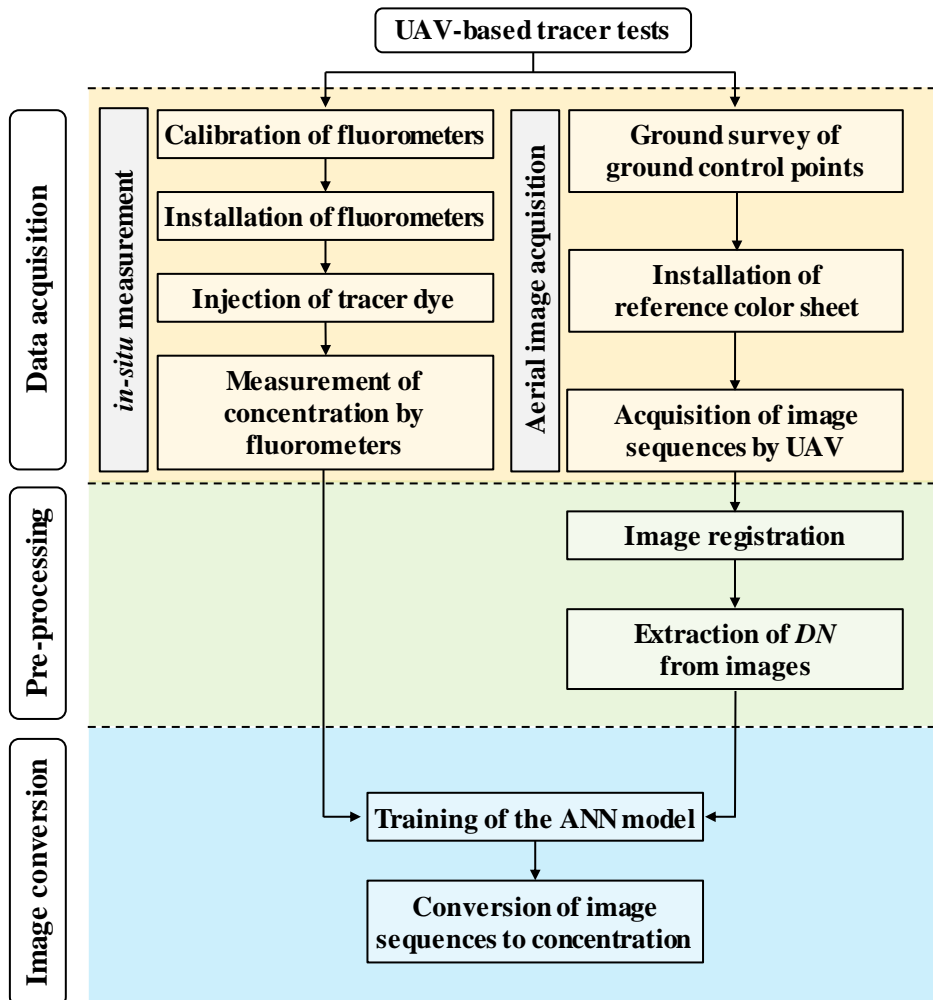 UAV-based tracer tests
Data acquisition
in-situ measurement
Calibration of fluorometers
Installation of fluorometers
Injection of tracer dye
Measurement of
concentration by
fluorometers
Aerial image acquisition
Ground survey of
ground control points
Installation of
reference color sheet
Acquisition of image
sequences by UAV
Pre-processing
Image registration
Extraction of DN
from images
Image conversion
Training of the ANN model
Conversion of image
sequences to concentration